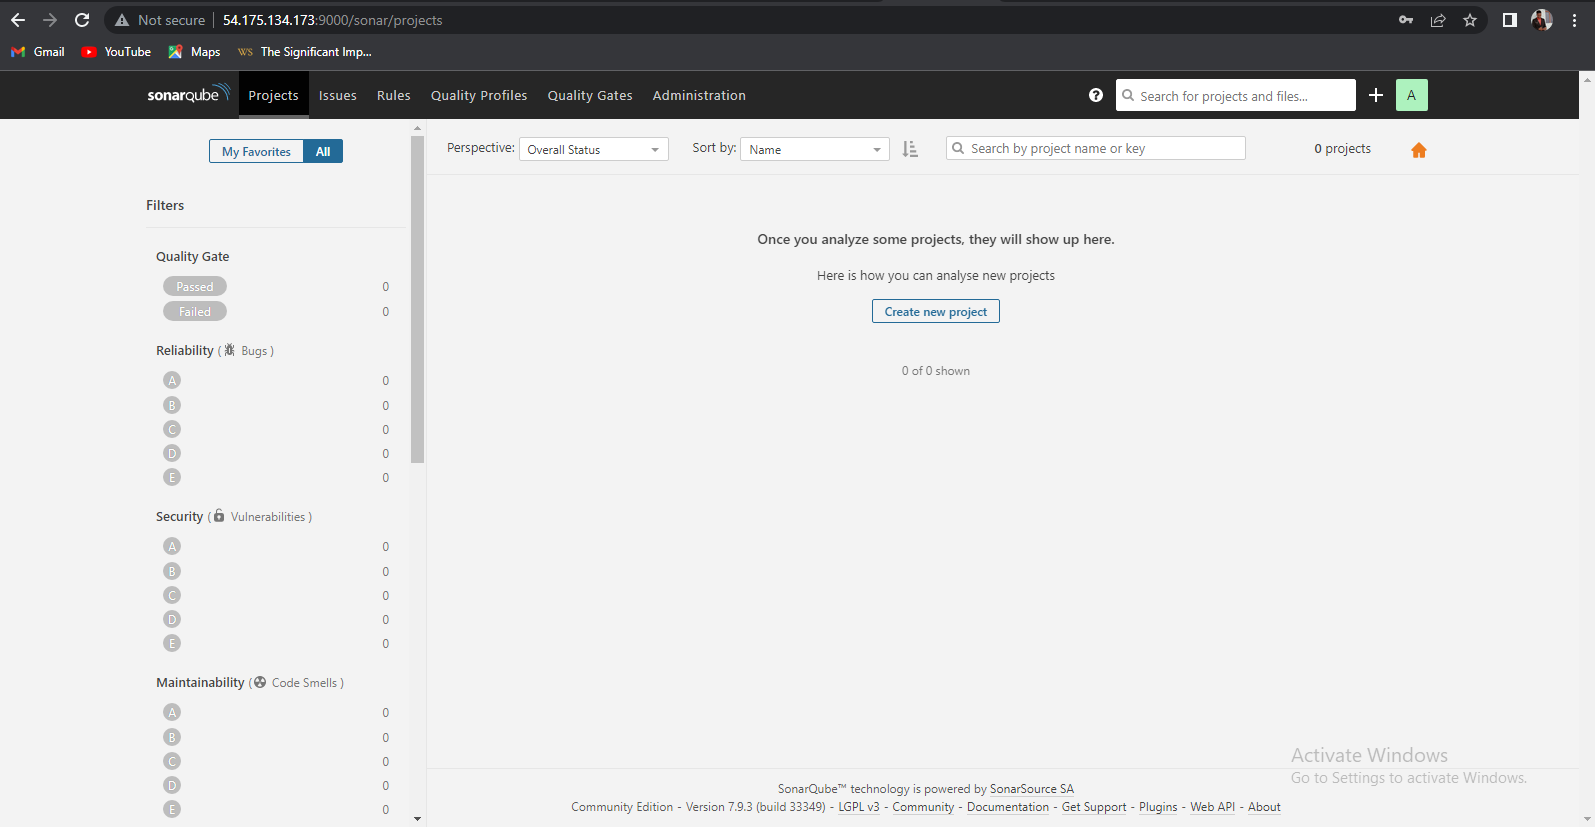 Not secure | 54.175.134.173:9000/sonar/projects
Gmail YouTube Maps WS The Significant Imp...
sonarqube Projects Issues Rules Quality Profiles Quality Gates Administration ? Search for projects and files... + A
My Favorites All
Perspective: Overall Status Sort by: Name Search by project name or key 0 projects
Filters
Once you analyze some projects, they will show up here.
Here is how you can analyse new projects
Create new project
0 of 0 shown
Quality Gate
Passed 0
Failed 0
Reliability ( Bugs )
A 0
B 0
C 0
D 0
E 0
Security ( Vulnerabilities )
A 0
B 0
C 0
D 0
E 0
Maintainability ( Code Smells )
A 0
B 0
C 0
D 0
E 0
Activate Windows
Go to Settings to activate Windows.
SonarQube™ technology is powered by SonarSource SA
Community Edition - Version 7.9.3 (build 33349) - LGPL v3 - Community - Documentation - Get Support - Plugins - Web API - About